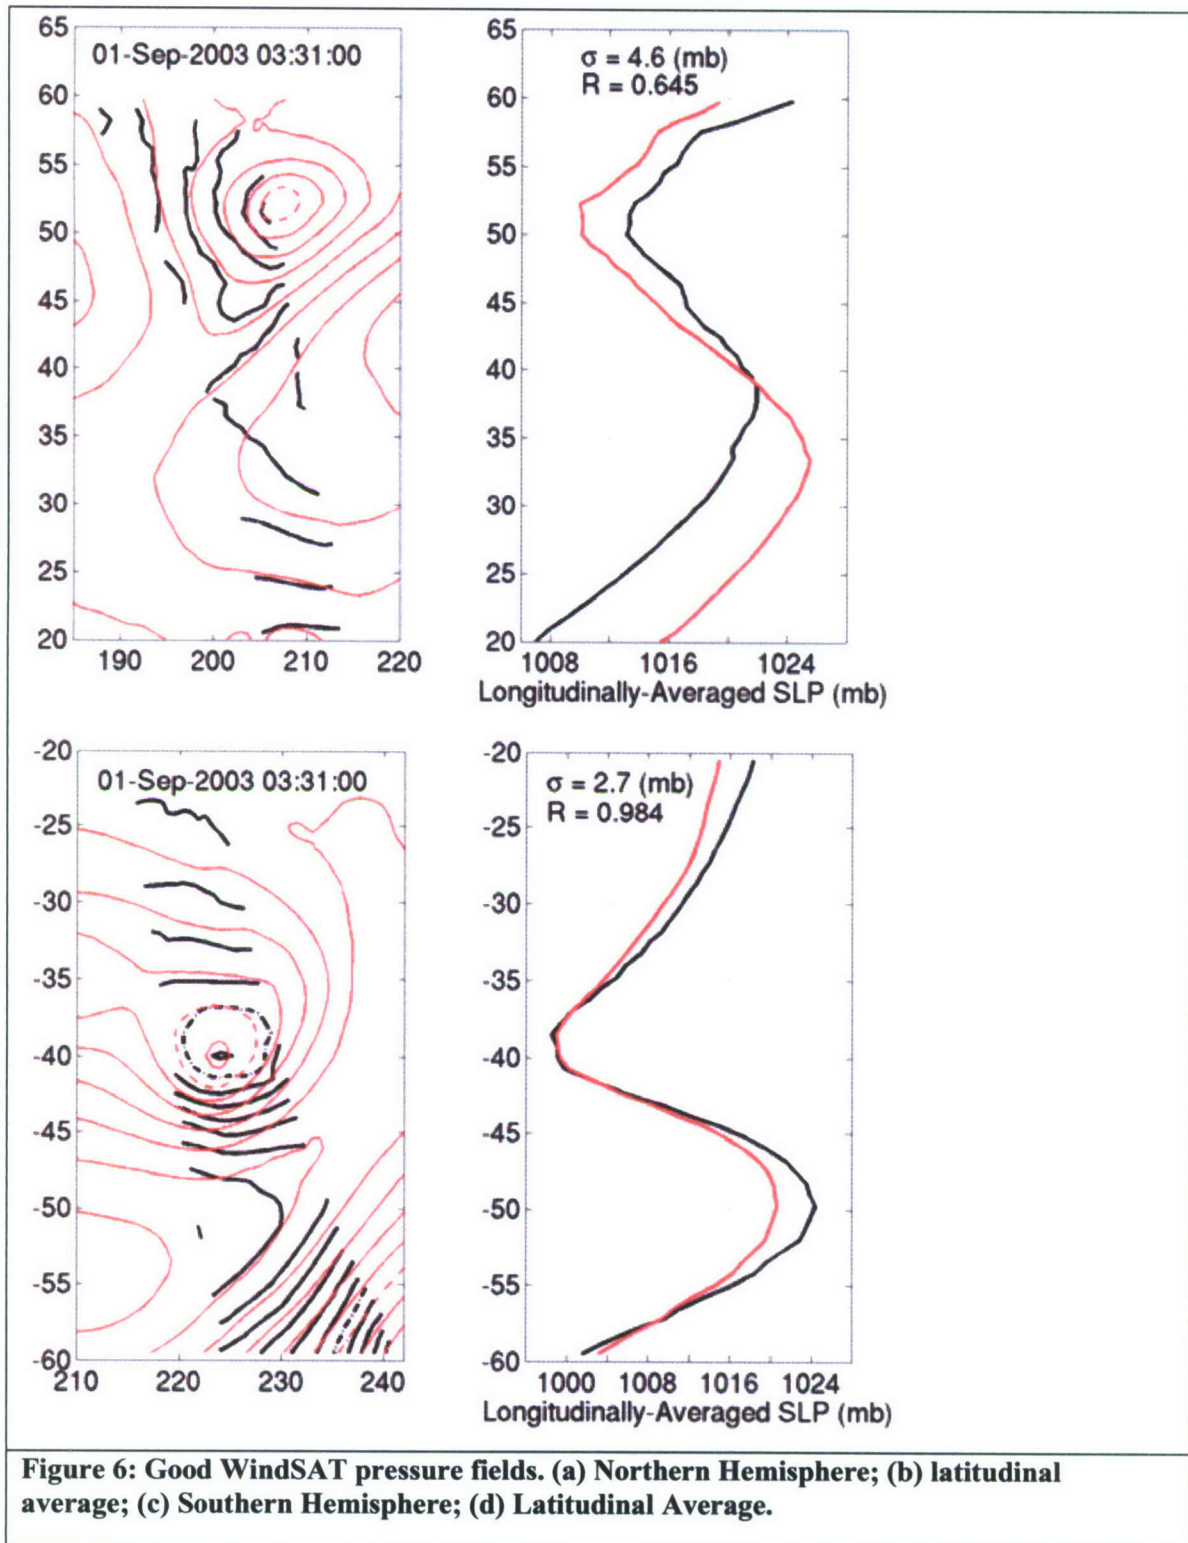 65
60
55
50
45
40
35
30
25
20
01-Sep-2003 03:31:00
190 200 210 220
65
60
55
50
45
40
35
30
25
20
σ = 4.6 (mb)
R = 0.645
1008 1016 1024
Longitudinally-Averaged SLP (mb)
-20
-25
-30
-35
-40
-45
-50
-55
-60
01-Sep-2003 03:31:00
210 220 230 240
-20
-25
-30
-35
-40
-45
-50
-55
-60
σ = 2.7 (mb)
R = 0.984
1000 1008 1016 1024
Longitudinally-Averaged SLP (mb)
Figure 6: Good WindSAT pressure fields. (a) Northern Hemisphere; (b) latitudinal
average; (c) Southern Hemisphere; (d) Latitudinal Average.